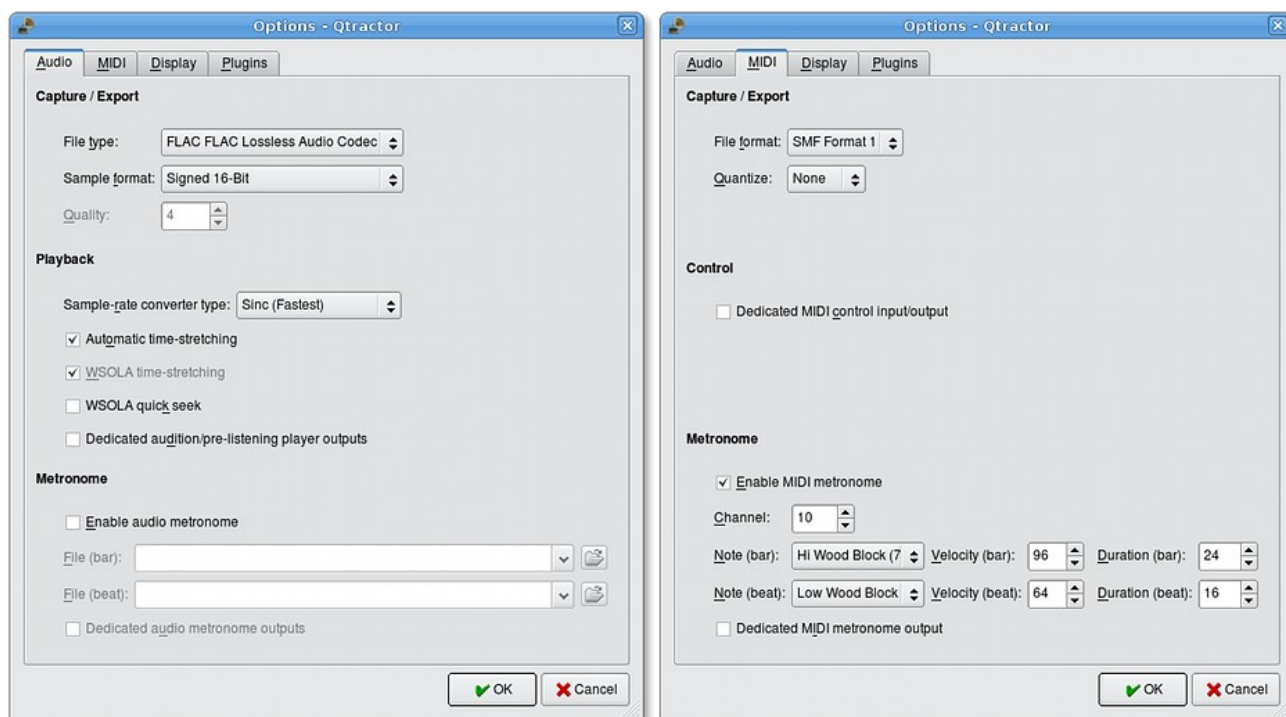 Options - Qtractor
Audio MIDI Display Plugins
Capture / Export
File type: FLAC FLAC Lossless Audio Codec
Sample format: Signed 16-Bit
Quality: 4
Playback
Sample-rate converter type: Sinc (Fastest)
Automatic time-stretching
WSOLA time-stretching
WSOLA quick seek
Dedicated audition/pre-listening player outputs
Metronome
Enable audio metronome
File (bar):
File (beat):
Dedicated audio metronome outputs
OK Cancel
Options - Qtractor
Audio MIDI Display Plugins
Capture / Export
File format: SMF Format 1
Quantize: None
Control
Dedicated MIDI control input/output
Metronome
Enable MIDI metronome
Channel: 10
Note (bar): Hi Wood Block (7 Velocity (bar): 96 Duration (bar): 24
Note (beat): Low Wood Block Velocity (beat): 64 Duration (beat): 16
Dedicated MIDI metronome output
OK Cancel